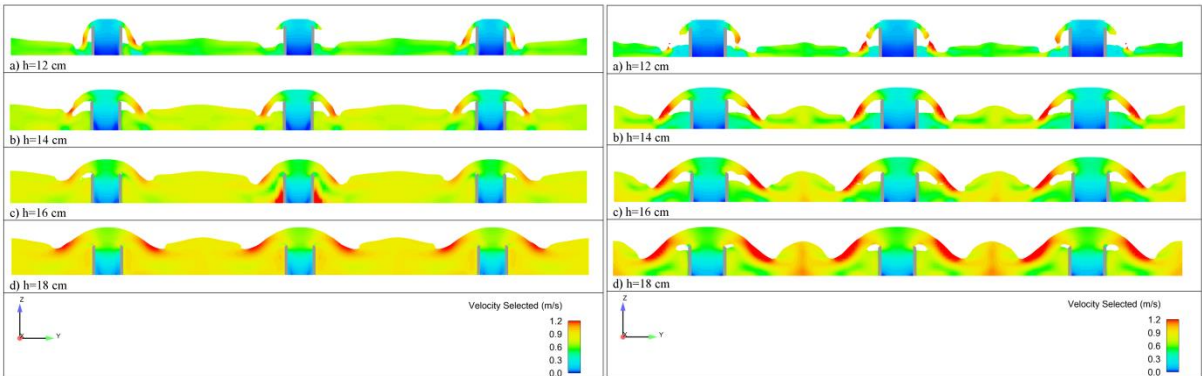 a) h=12 cm
b) h=14 cm
c) h=16 cm
d) h=18 cm
Z
X
Y
Velocity Selected (m/s)
1.2
0.9
0.6
0.3
0.0
a) h=12 cm
b) h=14 cm
c) h=16 cm
d) h=18 cm
Z
X
Y
Velocity Selected (m/s)
1.2
0.9
0.6
0.3
0.0